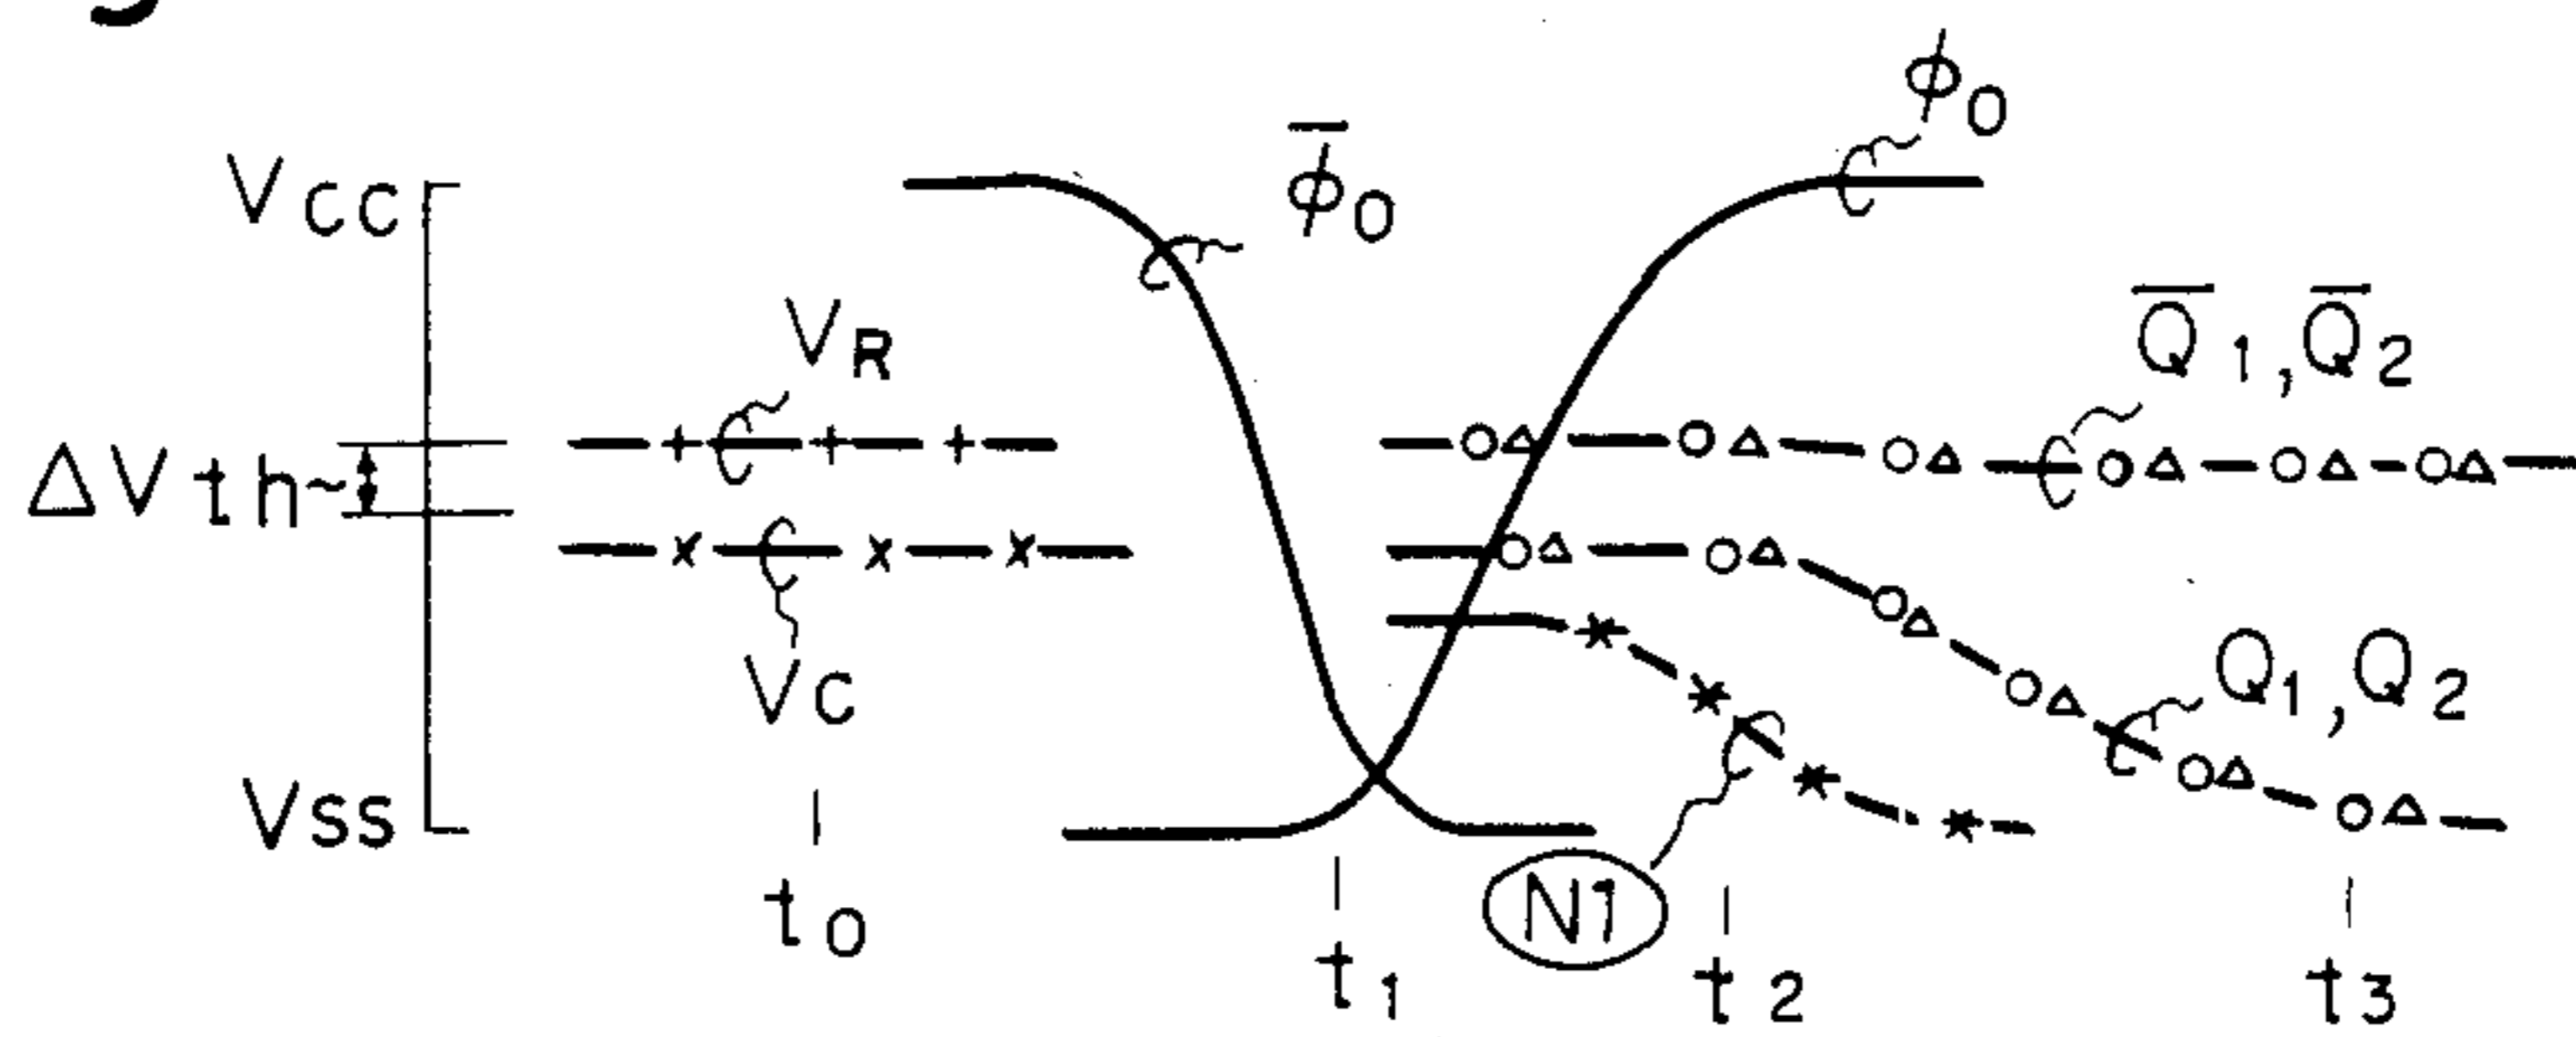 φ̅0
φ0
VCC
VR
Q̅1,Q̅2
ΔVth~
VC
Q1,Q2
VSS
N1
t0
t1
t2
t3